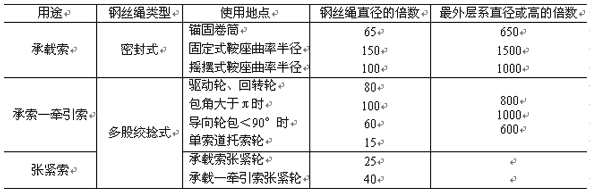 用途 钢丝绳类型 使用地点 钢丝绳直径的倍数 最外层系直径或高的倍数
承载索 密封式 锚固卷筒 65 650
固定式鞍座曲率半径 150 1500
摇摆式鞍座曲率半径 100 1000
承索一牵引索 多股绞捻式 驱动轮、回转轮 80
包角大于π时 100 800
导向轮包<90°时 60 1000
单索道托索轮 15 600
张紧索 承载索张紧轮 25
承载一牵引索张紧轮 40